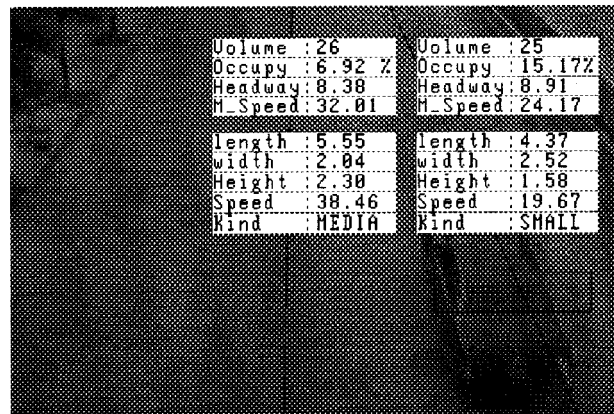 Volume :26
Occupy :6.92 %
Headway:8.38
M_Speed:32.01
length :5.55
width :2.04
Height :2.30
Speed :38.46
Kind :MEDIA
Volume :25
Occupy :15.17%
Headway:8.91
M_Speed:24.17
length :4.37
width :2.52
Height :1.58
Speed :19.67
Kind :SMALL